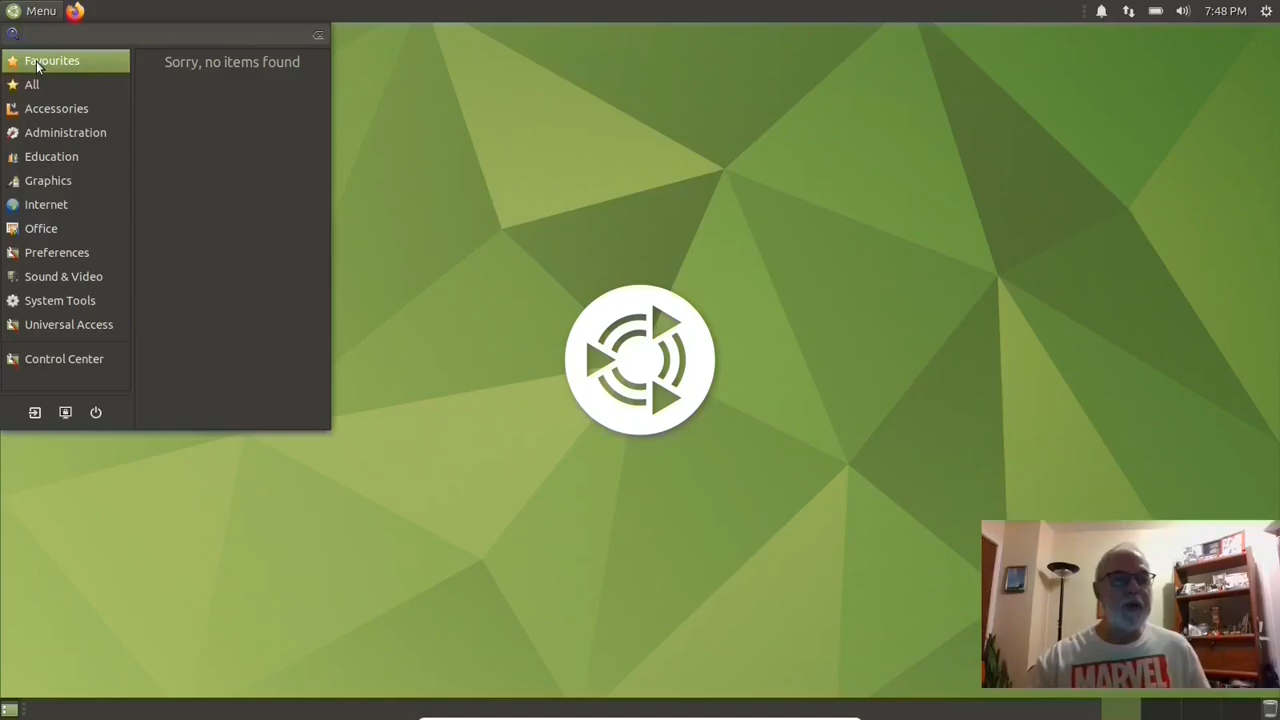 Menu
7:48 PM
Favourites
Sorry, no items found
All
Accessories
Administration
Education
Graphics
Internet
Office
Preferences
Sound & Video
System Tools
Universal Access
Control Center
MARVEL